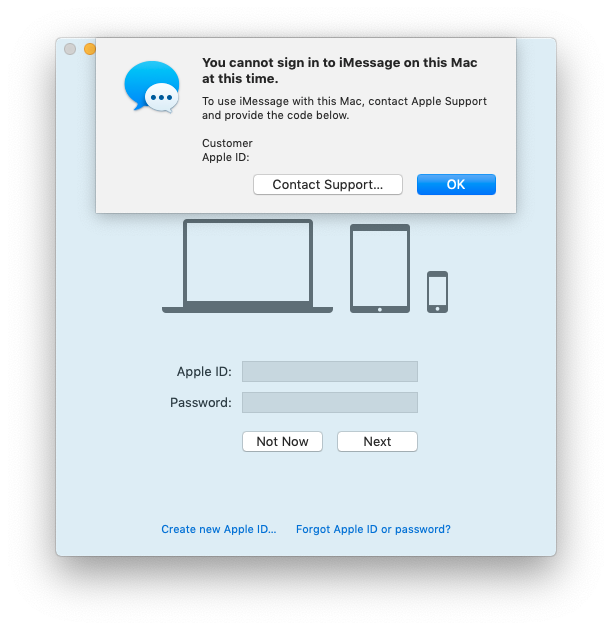 You cannot sign in to iMessage on this Mac
at this time.
To use iMessage with this Mac, contact Apple Support
and provide the code below.
Customer
Apple ID:
Contact Support...
OK
Apple ID:
Password:
Not Now
Next
Create new Apple ID...
Forgot Apple ID or password?